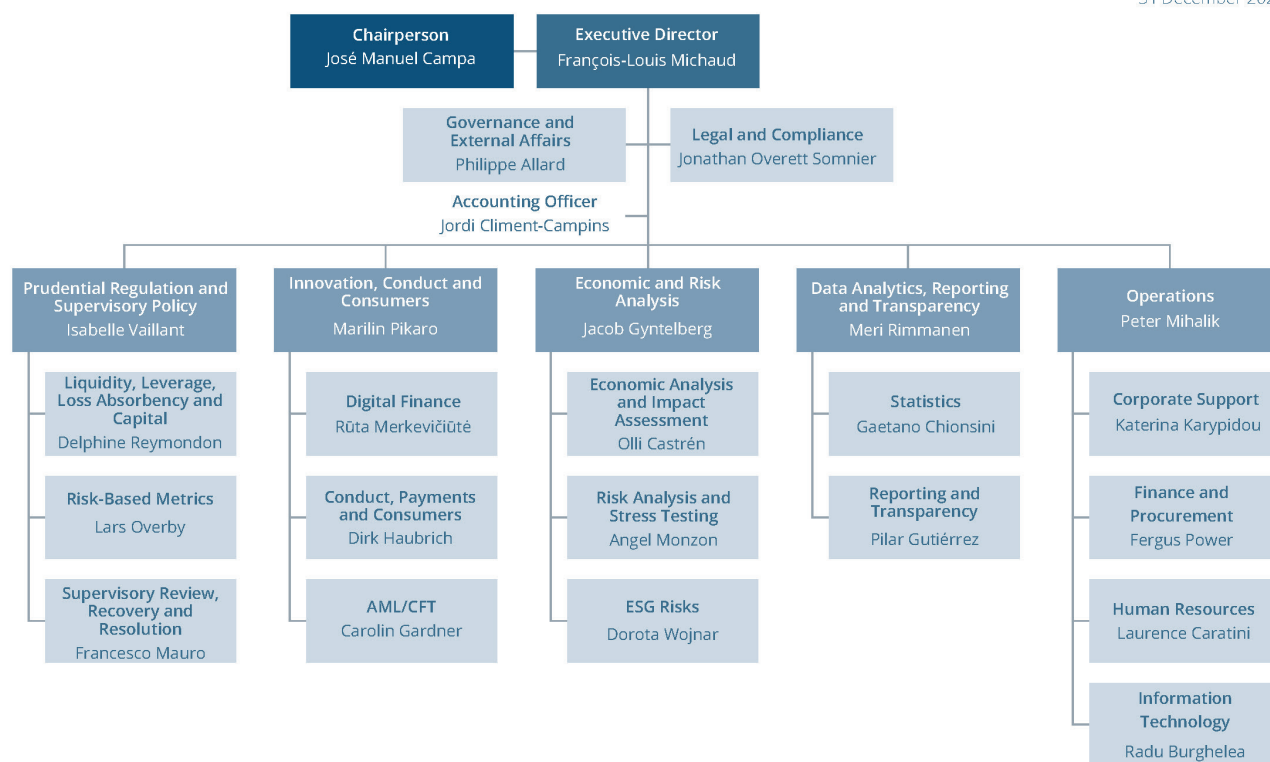 31 December 202
Chairperson
José Manuel Campa
Executive Director
François-Louis Michaud
Governance and
External Affairs
Philippe Allard
Legal and Compliance
Jonathan Overett Somnier
Accounting Officer
Jordi Climent-Campins
Prudential Regulation and
Supervisory Policy
Isabelle Vaillant
Innovation, Conduct and
Consumers
Marilin Pikaro
Economic and Risk
Analysis
Jacob Gyntelberg
Data Analytics, Reporting
and Transparency
Meri Rimmanen
Operations
Peter Mihalik
Liquidity, Leverage,
Loss Absorbency and
Capital
Delphine Reymondon
Risk-Based Metrics
Lars Overby
Supervisory Review,
Recovery and
Resolution
Francesco Mauro
Digital Finance
Rūta Merkevičiūtė
Conduct, Payments
and Consumers
Dirk Haubrich
AML/CFT
Carolin Gardner
Economic Analysis
and Impact
Assessment
Olli Castrén
Risk Analysis and
Stress Testing
Angel Monzon
ESG Risks
Dorota Wojnar
Statistics
Gaetano Chionsini
Reporting and
Transparency
Pilar Gutiérrez
Corporate Support
Katerina Karypidou
Finance and
Procurement
Fergus Power
Human Resources
Laurence Caratini
Information
Technology
Radu Burghelea